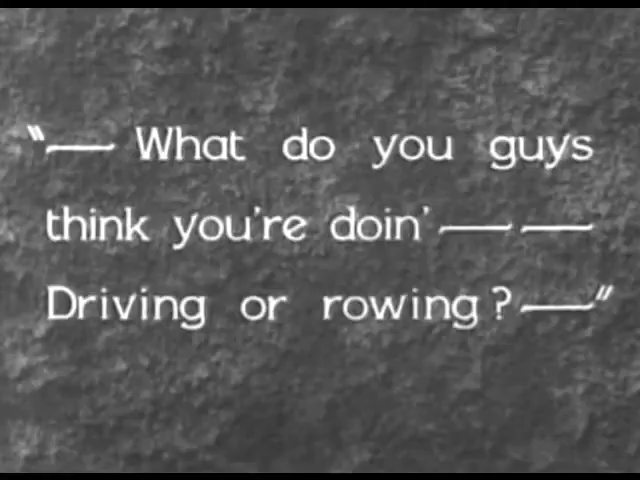 "— What do you guys
think you're doin' — —
Driving or rowing? —"